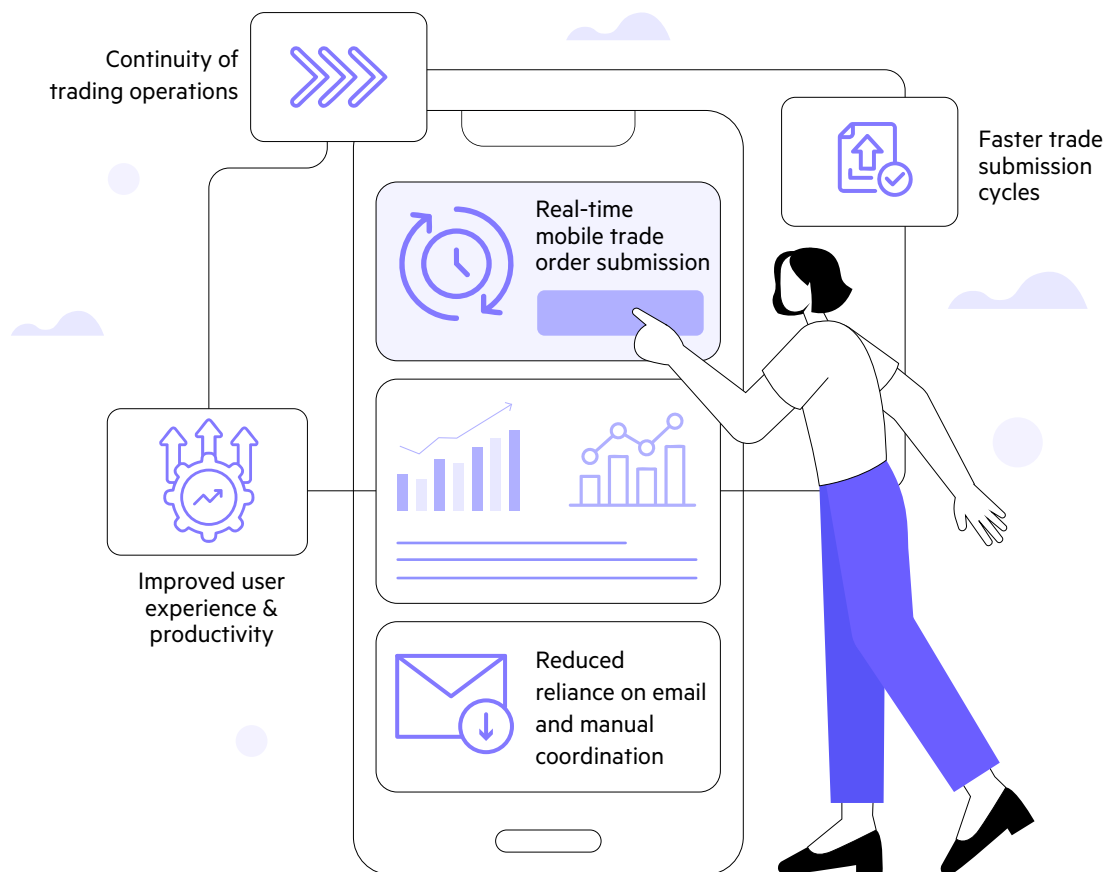 Continuity of
trading operations
Faster trade
submission
cycles
Real-time
mobile trade
order submission
Improved user
experience &
productivity
Reduced
reliance on email
and manual
coordination